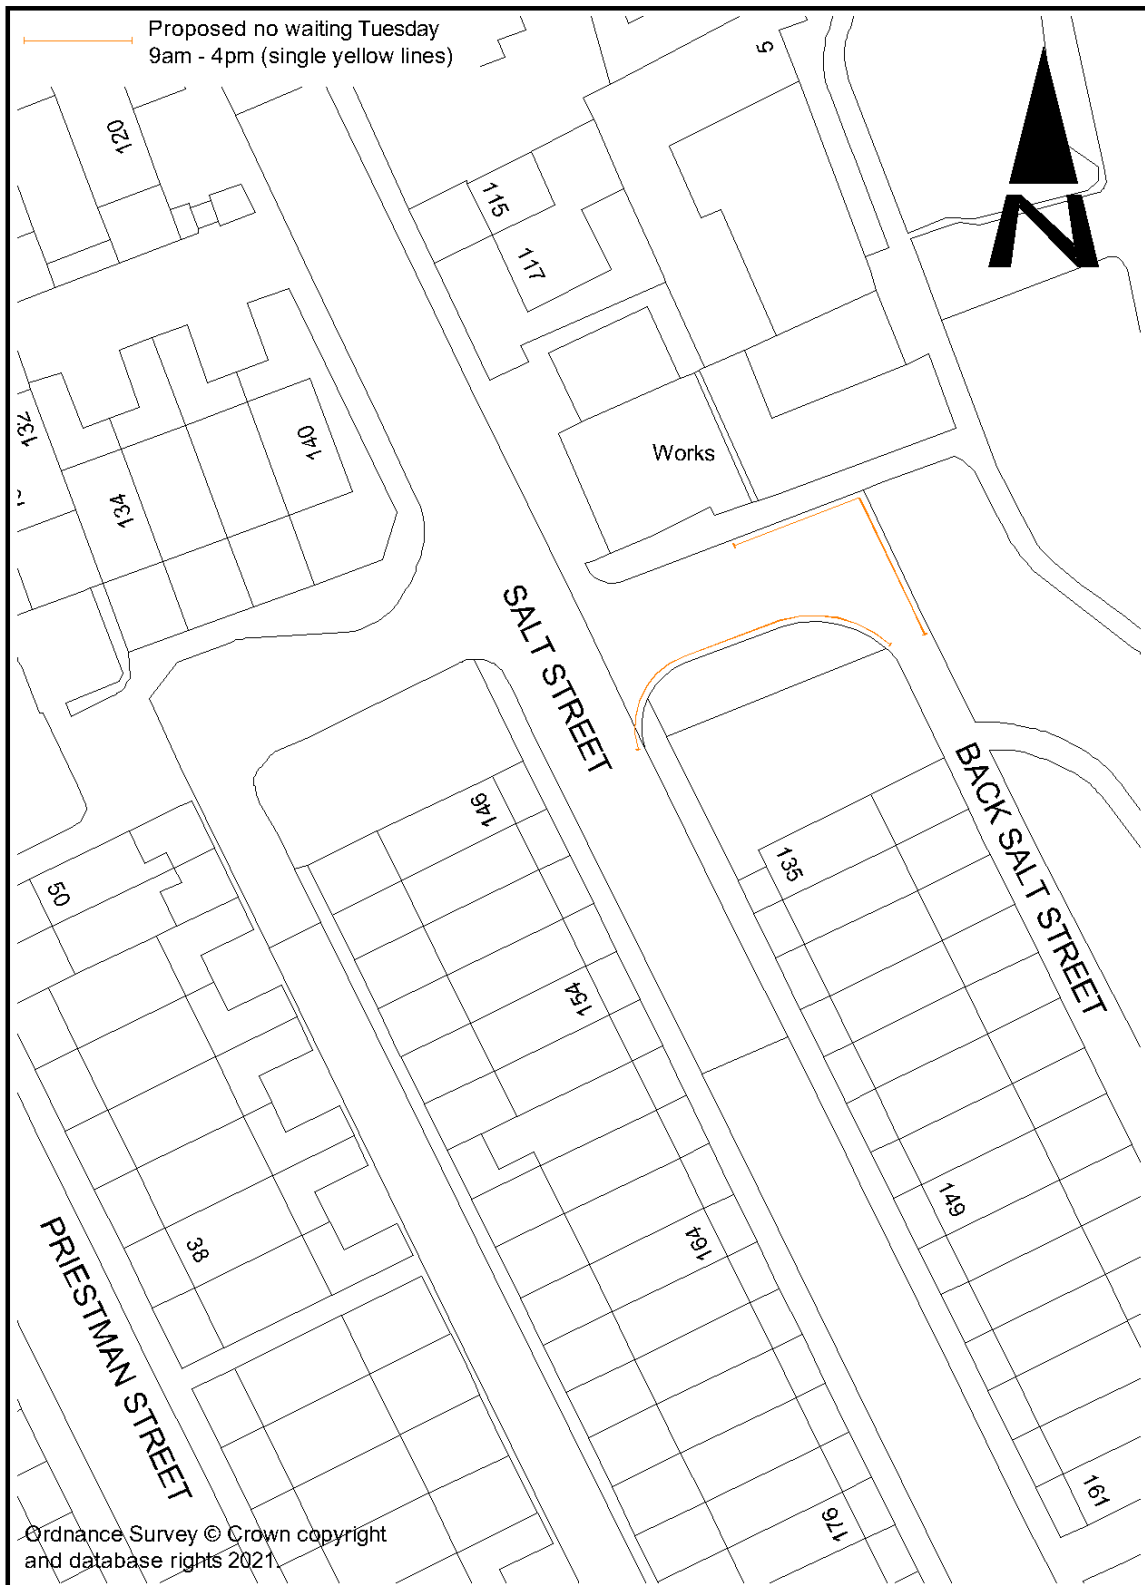 Proposed no waiting Tuesday
9am - 4pm (single yellow lines)
5
120
115
117
N
132
140
134
Works
SALT STREET
146
BACK SALT STREET
135
50
154
149
164
38
PRIESTMAN STREET
161
176
Ordnance Survey © Crown copyright
and database rights 2021.